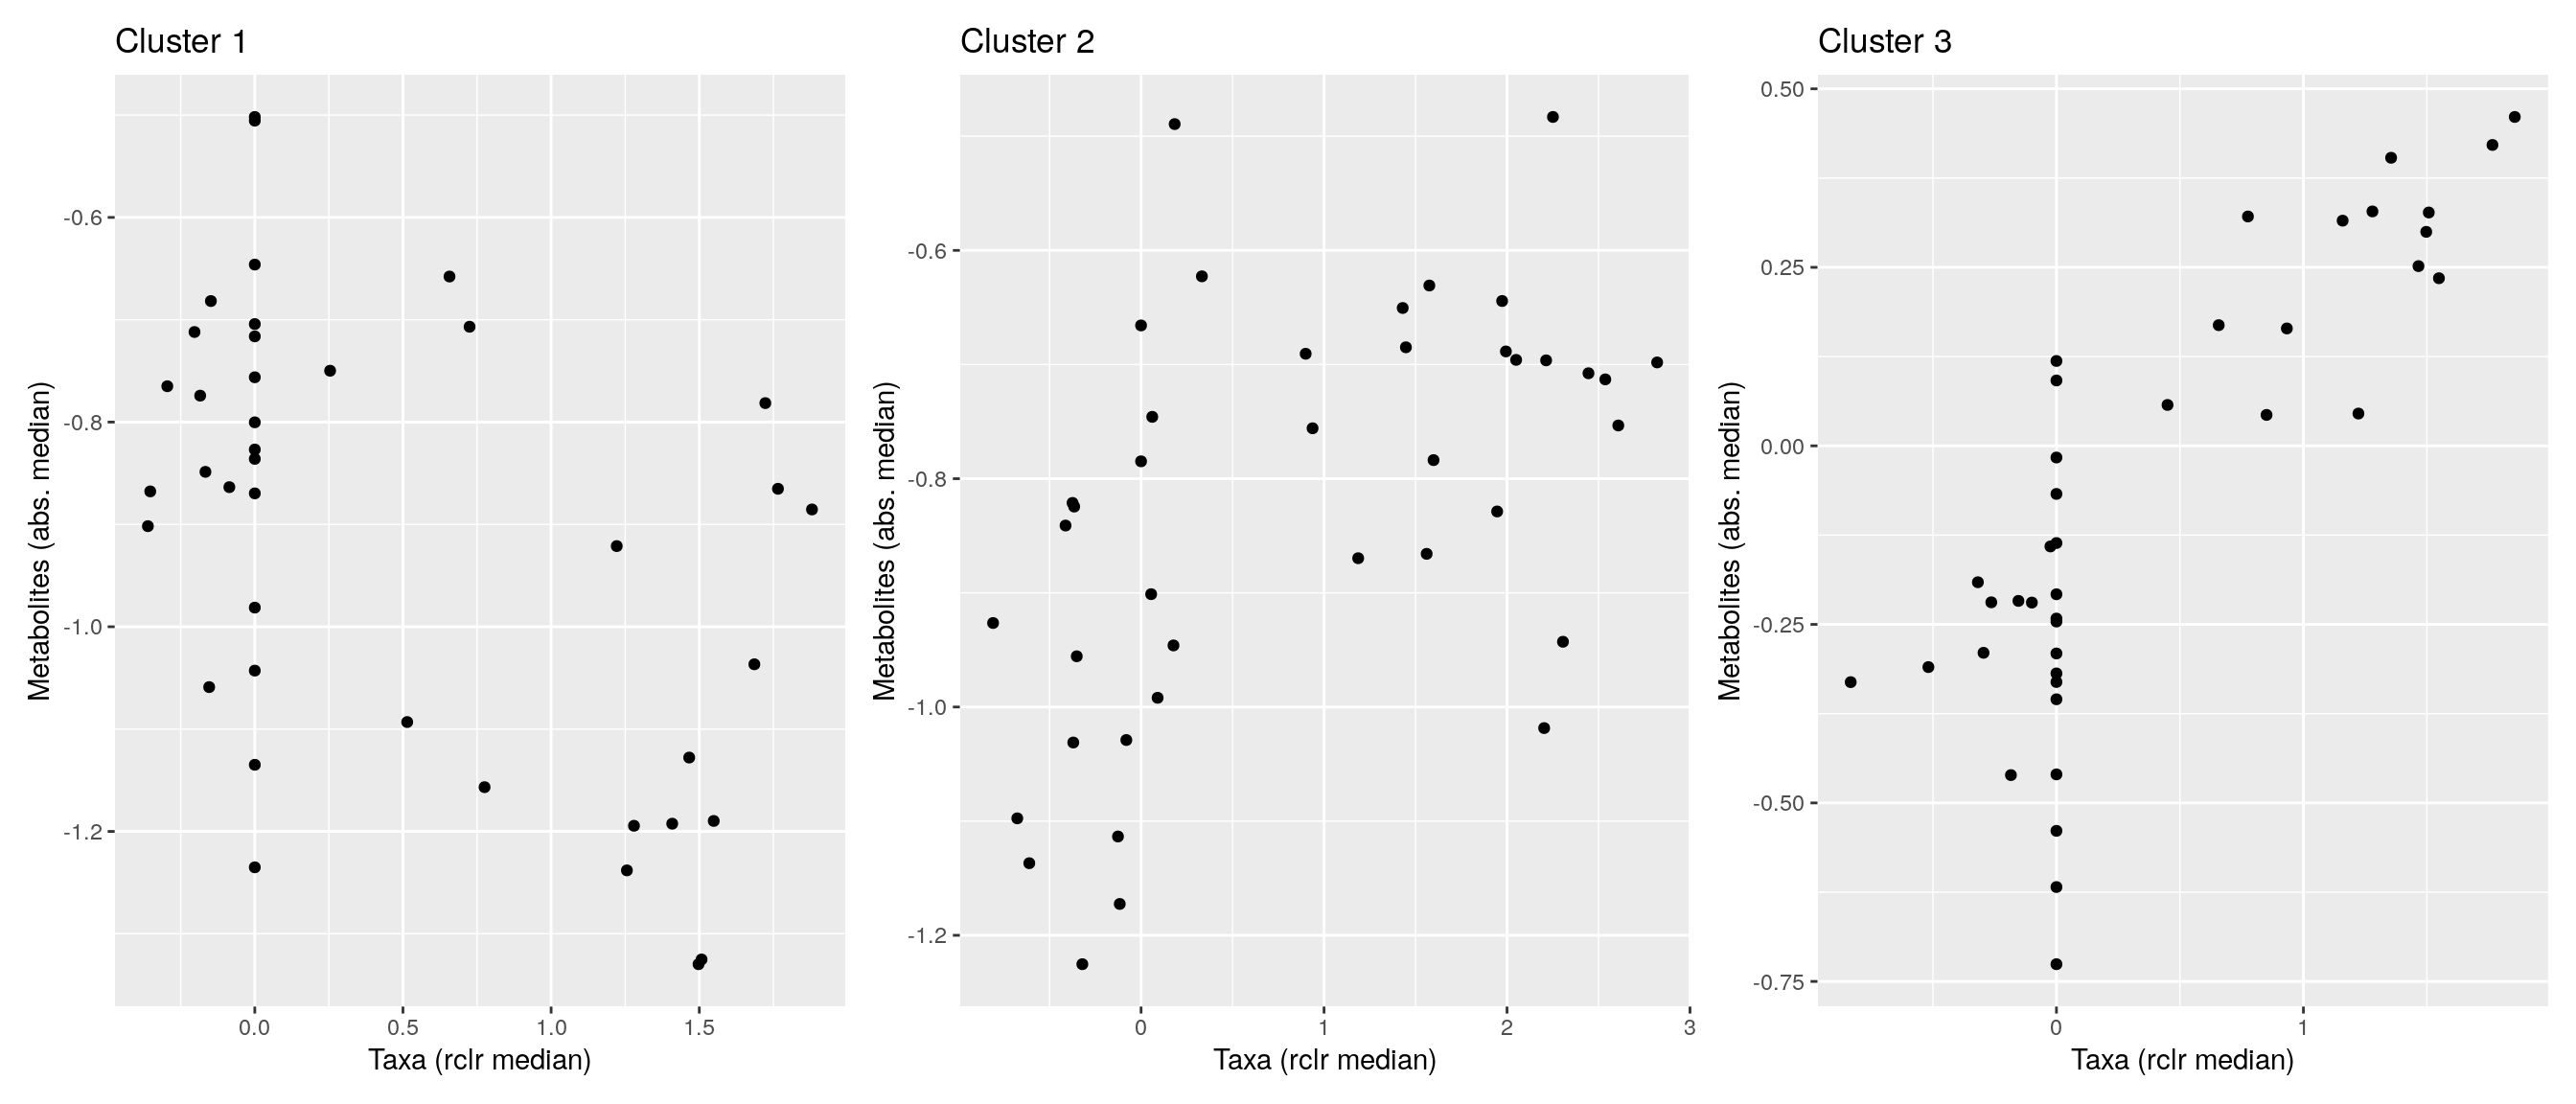 Cluster 1
Metabolites (abs. median)
-0.6
-0.8
-1.0
-1.2
0.0 0.5 1.0 1.5
Taxa (rclr median)
Cluster 2
Metabolites (abs. median)
-0.6
-0.8
-1.0
-1.2
0 1 2 3
Taxa (rclr median)
Cluster 3
Metabolites (abs. median)
0.50
0.25
0.00
-0.25
-0.50
-0.75
0 1
Taxa (rclr median)